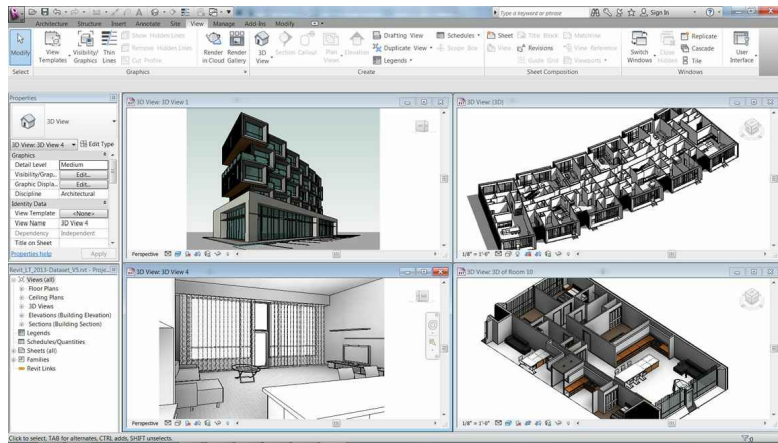 Type a keyword or phrase
Sign In
Architecture Structure Insert Annotate Site View Manage Add-Ins Modify
Modify
View Templates
Visibility/ Graphics
Thin Lines
Show Hidden Lines
Remove Hidden Lines
Cut Profile
Render in Cloud
Render Gallery
3D View
Section
Callout
Plan Views
Elevation
Drafting View
Duplicate View
Legends
Schedules
Scope Box
Sheet
View
Title Block
Revisions
Guide Grid
Matchline
View Reference
Viewports
Switch Windows
Close Hidden
Replicate
Cascade
Tile
User Interface
Select Graphics Create Sheet Composition Windows
Properties
3D View
3D View: 3D View 4 Edit Type
Graphics
Detail Level Medium
Visibility/Grap... Edit...
Graphic Displa... Edit...
Discipline Architectural
Identity Data
View Template <None>
View Name 3D View 4
Dependency Independent
Title on Sheet
Properties help Apply
Revit_LT_2013-Dataset_VS.rvt - Proje...
Views (all)
Floor Plans
Ceiling Plans
3D Views
Elevations (Building Elevation)
Sections (Building Section)
Legends
Schedules/Quantities
Sheets (all)
Families
Revit Links
3D View: 3D View 1
Perspective
3D View: {3D}
1/8" = 1'-0"
3D View: 3D View 4
Perspective
3D View: 3D of Room 10
1/8" = 1'-0"
Click to select, TAB for alternates, CTRL adds, SHIFT unselects.